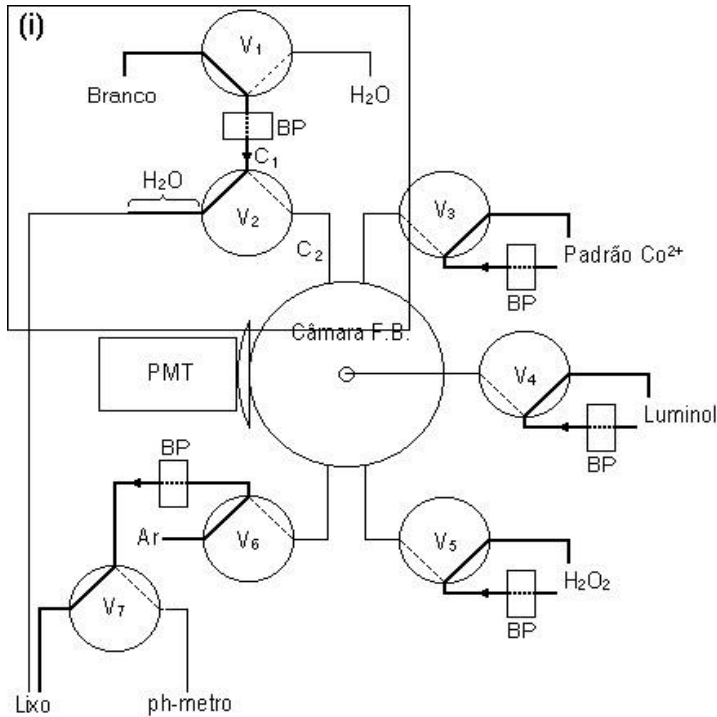 (i)
V₁
Branco
H₂O
BP
C₁
H₂O
V₂
C₂
V₃
Padrão Co²⁺
BP
Câmara F.B.
PMT
V₄
Luminol
BP
BP
Ar
V₆
V₅
H₂O₂
BP
V₇
Lixo
ph-metro